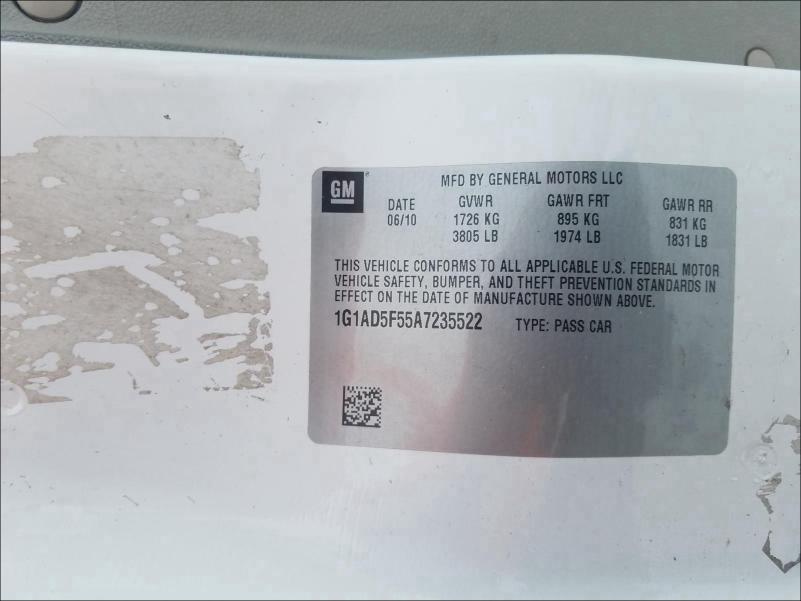 GM
MFD BY GENERAL MOTORS LLC
DATE GVWR GAWR FRT GAWR RR
06/10 1726 KG 895 KG 831 KG
3805 LB 1974 LB 1831 LB
THIS VEHICLE CONFORMS TO ALL APPLICABLE U.S. FEDERAL MOTOR
VEHICLE SAFETY, BUMPER, AND THEFT PREVENTION STANDARDS IN
EFFECT ON THE DATE OF MANUFACTURE SHOWN ABOVE.
1G1AD5F55A7235522 TYPE: PASS CAR